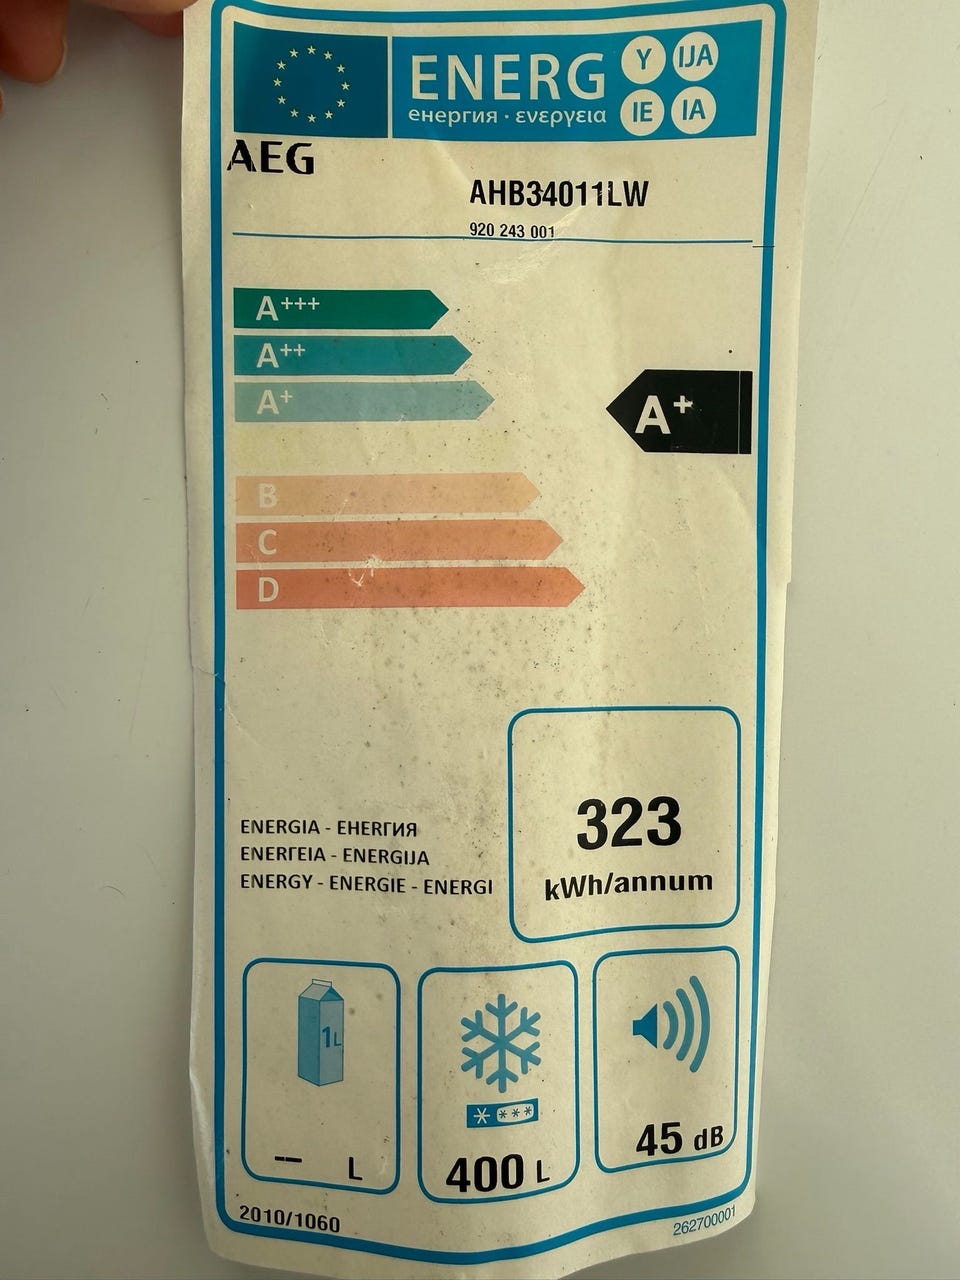 ENERG Y IJA
енергия · ενεργεια IE IA
AEG
AHB34011LW
920 243 001
A+++
A++
A+
A+
B
C
D
ENERGIA - ЕНЕРГИЯ
ΕΝΕΡΓΕΙΑ - ENERGIJA
ENERGY - ENERGIE - ENERGI
323
kWh/annum
1L
* ***
-- L
400 L
45 dB
2010/1060
262700001